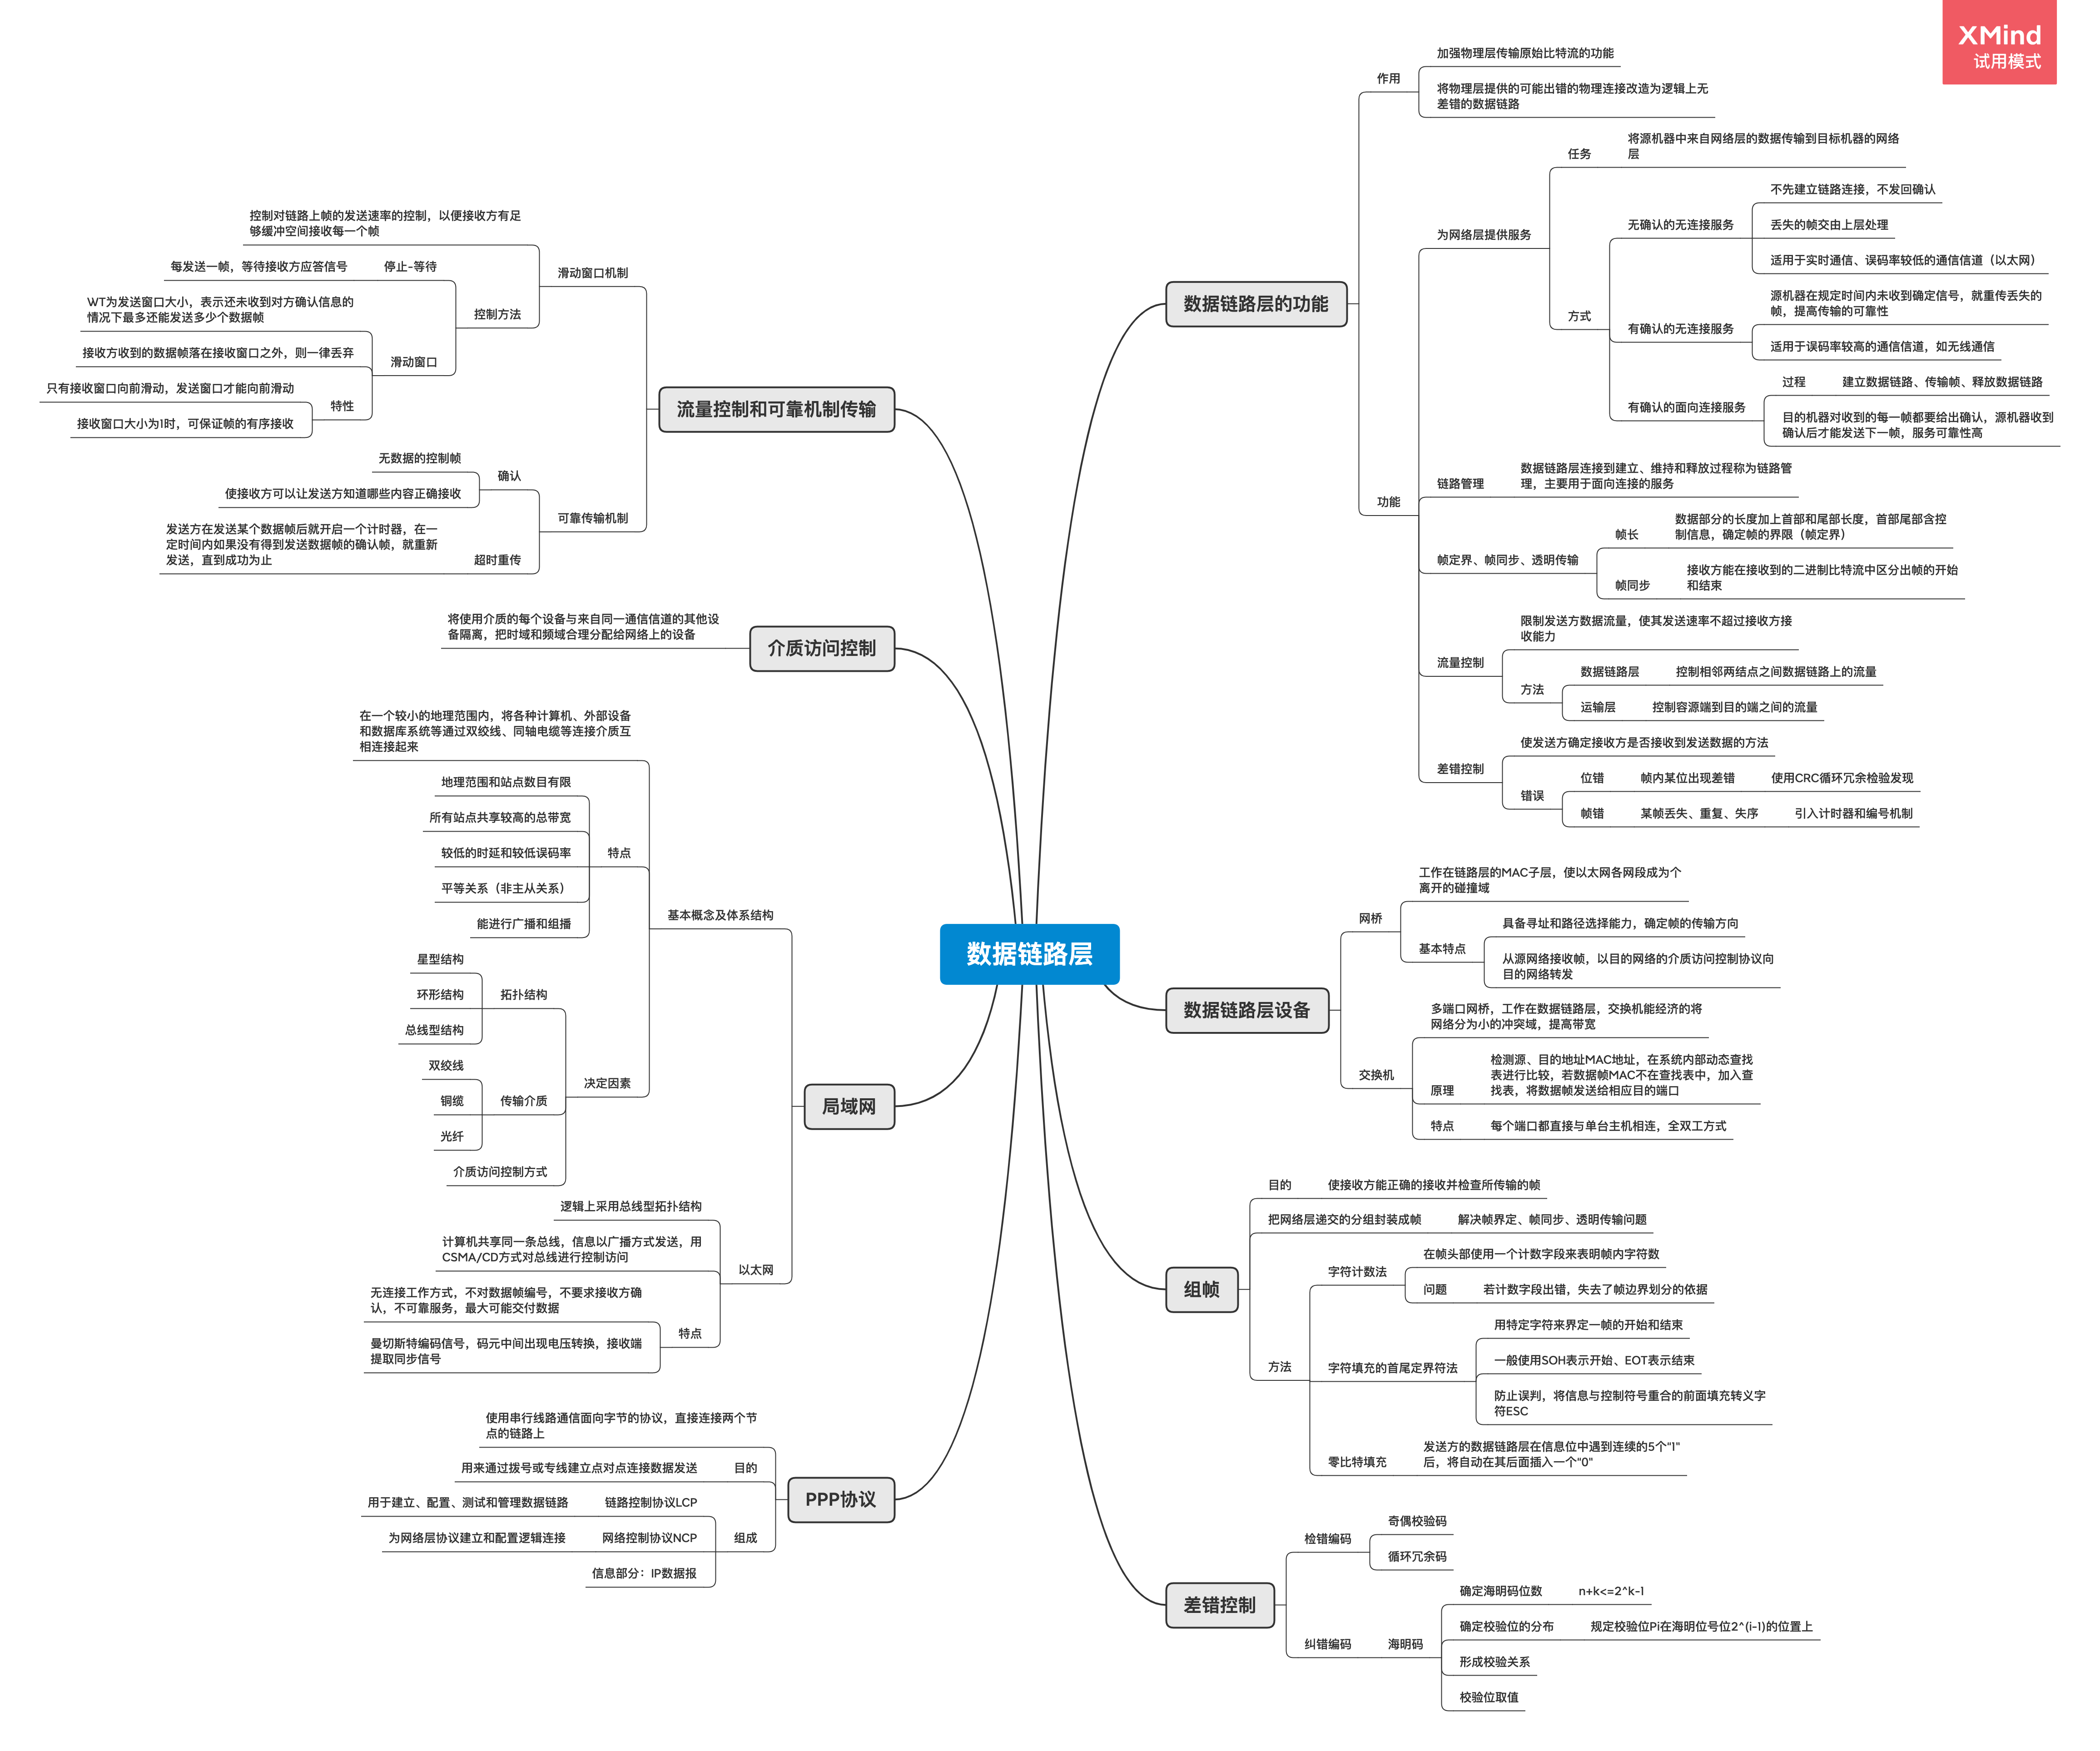 XMind
试用模式
数据链路层
数据链路层的功能
作用
加强物理层传输原始比特流的功能
将物理层提供的可能出错的物理连接改造为逻辑上无
差错的数据链路
功能
为网络层提供服务
任务
将源机器中来自网络层的数据传输到目标机器的网络
层
方式
无确认的无连接服务
不先建立链路连接，不发回确认
丢失的帧交由上层处理
适用于实时通信、误码率较低的通信信道（以太网）
有确认的无连接服务
源机器在规定时间内未收到确定信号，就重传丢失的
帧，提高传输的可靠性
适用于误码率较高的通信信道，如无线通信
有确认的面向连接服务
过程
建立数据链路、传输帧、释放数据链路
目的机器对收到的每一帧都要给出确认，源机器收到
确认后才能发送下一帧，服务可靠性高
链路管理
数据链路层连接到建立、维持和释放过程称为链路管
理，主要用于面向连接的服务
帧定界、帧同步、透明传输
帧长
数据部分的长度加上首部和尾部长度，首部尾部含控
制信息，确定帧的界限（帧定界）
帧同步
接收方能在接收到的二进制比特流中区分出帧的开始
和结束
流量控制
限制发送方数据流量，使其发送速率不超过接收方接
收能力
方法
数据链路层
控制相邻两结点之间数据链路上的流量
运输层
控制容源端到目的端之间的流量
差错控制
使发送方确定接收方是否接收到发送数据的方法
错误
位错
帧内某位出现差错
使用CRC循环冗余检验发现
帧错
某帧丢失、重复、失序
引入计时器和编号机制
数据链路层设备
网桥
工作在链路层的MAC子层，使以太网各网段成为个
离开的碰撞域
基本特点
具备寻址和路径选择能力，确定帧的传输方向
从源网络接收帧，以目的网络的介质访问控制协议向
目的网络转发
交换机
多端口网桥，工作在数据链路层，交换机能经济的将
网络分为小的冲突域，提高带宽
原理
检测源、目的地址MAC地址，在系统内部动态查找
表进行比较，若数据帧MAC不在查找表中，加入查
找表，将数据帧发送给相应目的端口
特点
每个端口都直接与单台主机相连，全双工方式
组帧
目的
使接收方能正确的接收并检查所传输的帧
把网络层递交的分组封装成帧
解决帧界定、帧同步、透明传输问题
方法
字符计数法
在帧头部使用一个计数字段来表明帧内字符数
问题
若计数字段出错，失去了帧边界划分的依据
字符填充的首尾定界符法
用特定字符来界定一帧的开始和结束
一般使用SOH表示开始、EOT表示结束
防止误判，将信息与控制符号重合的前面填充转义字
符ESC
零比特填充
发送方的数据链路层在信息位中遇到连续的5个"1"
后，将自动在其后面插入一个"0"
差错控制
检错编码
奇偶校验码
循环冗余码
纠错编码
海明码
确定海明码位数
n+k<=2^k-1
确定校验位的分布
规定校验位Pi在海明位号位2^(i-1)的位置上
形成校验关系
校验位取值
流量控制和可靠机制传输
滑动窗口机制
控制对链路上帧的发送速率的控制，以便接收方有足
够缓冲空间接收每一个帧
控制方法
停止-等待
每发送一帧，等待接收方应答信号
滑动窗口
WT为发送窗口大小，表示还未收到对方确认信息的
情况下最多还能发送多少个数据帧
接收方收到的数据帧落在接收窗口之外，则一律丢弃
特性
只有接收窗口向前滑动，发送窗口才能向前滑动
接收窗口大小为1时，可保证帧的有序接收
可靠传输机制
确认
无数据的控制帧
使接收方可以让发送方知道哪些内容正确接收
超时重传
发送方在发送某个数据帧后就开启一个计时器，在一
定时间内如果没有得到发送数据帧的确认帧，就重新
发送，直到成功为止
介质访问控制
将使用介质的每个设备与来自同一通信信道的其他设
备隔离，把时域和频域合理分配给网络上的设备
局域网
基本概念及体系结构
在一个较小的地理范围内，将各种计算机、外部设备
和数据库系统等通过双绞线、同轴电缆等连接介质互
相连接起来
特点
地理范围和站点数目有限
所有站点共享较高的总带宽
较低的时延和较低误码率
平等关系（非主从关系）
能进行广播和组播
决定因素
拓扑结构
星型结构
环形结构
总线型结构
传输介质
双绞线
铜缆
光纤
介质访问控制方式
以太网
逻辑上采用总线型拓扑结构
计算机共享同一条总线，信息以广播方式发送，用
CSMA/CD方式对总线进行控制访问
特点
无连接工作方式，不对数据帧编号，不要求接收方确
认，不可靠服务，最大可能交付数据
曼切斯特编码信号，码元中间出现电压转换，接收端
提取同步信号
PPP协议
使用串行线路通信面向字节的协议，直接连接两个节
点的链路上
目的
用来通过拨号或专线建立点对点连接数据发送
组成
链路控制协议LCP
用于建立、配置、测试和管理数据链路
网络控制协议NCP
为网络层协议建立和配置逻辑连接
信息部分：IP数据报